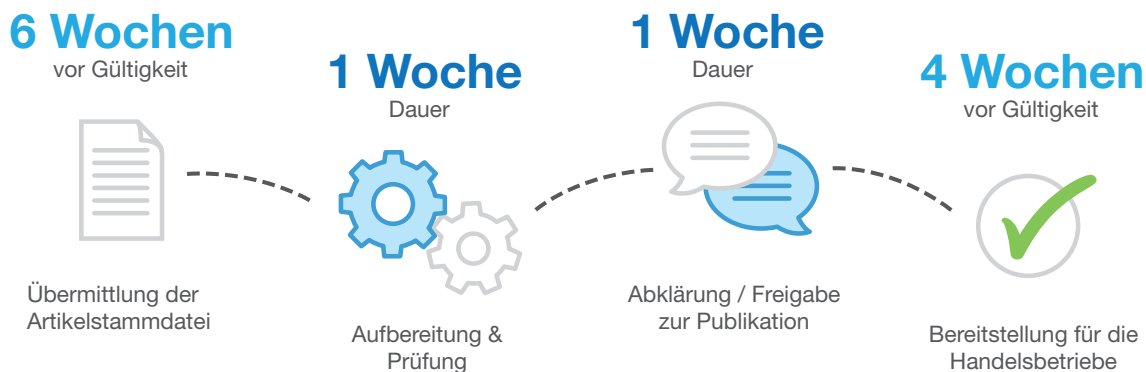 6 Wochen
vor Gültigkeit
Übermittlung der
Artikelstammdatei
1 Woche
Dauer
Aufbereitung &
Prüfung
1 Woche
Dauer
Abklärung / Freigabe
zur Publikation
4 Wochen
vor Gültigkeit
Bereitstellung für die
Handelsbetriebe